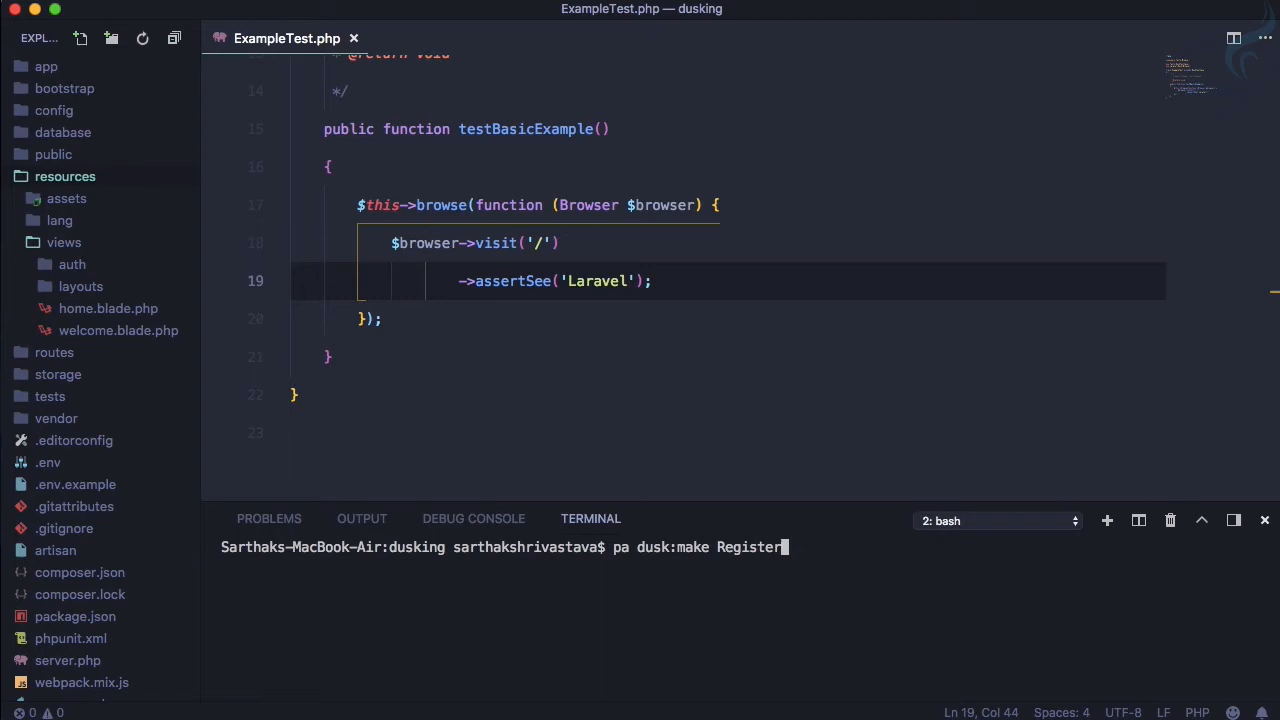 ExampleTest.php — dusking
EXPL...
ExampleTest.php
app
bootstrap
config
database
public
resources
assets
lang
views
auth
layouts
home.blade.php
welcome.blade.php
routes
storage
tests
vendor
.editorconfig
.env
.env.example
.gitattributes
.gitignore
artisan
composer.json
composer.lock
package.json
phpunit.xml
server.php
webpack.mix.js
13 * @return void
14 */
15 public function testBasicExample()
16 {
17 $this->browse(function (Browser $browser) {
18 $browser->visit('/')
19 ->assertSee('Laravel');
20 });
21 }
22 }
23
PROBLEMS OUTPUT DEBUG CONSOLE TERMINAL 2: bash
Sarthaks-MacBook-Air:dusking sarthakshrivastava$ pa dusk:make Register
0 0 Ln 19, Col 44 Spaces: 4 UTF-8 LF PHP